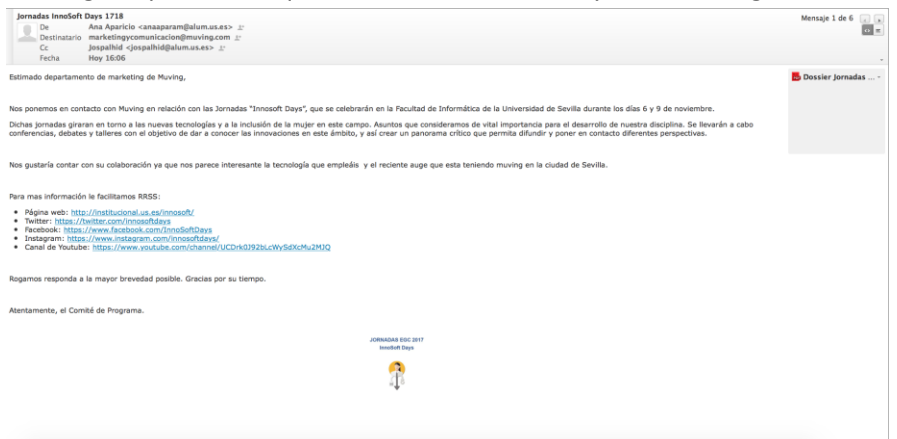 Jornadas InnoSoft Days 1718
Mensaje 1 de 6
De Ana Aparicio <anaaparam@alum.us.es>
Destinatario marketingycomunicacion@muving.com
Cc Jospalhid <jospalhid@alum.us.es>
Fecha Hoy 16:06
Estimado departamento de marketing de Muving,
Dossier Jornadas ...
Nos ponemos en contacto con Muving en relación con las Jornadas "Innosoft Days", que se celebrarán en la Facultad de Informática de la Universidad de Sevilla durante los días 6 y 9 de noviembre.
Dichas jornadas giraran en torno a las nuevas tecnologías y a la inclusión de la mujer en este campo. Asuntos que consideramos de vital importancia para el desarrollo de nuestra disciplina. Se llevarán a cabo
conferencias, debates y talleres con el objetivo de dar a conocer las innovaciones en este ámbito, y así crear un panorama crítico que permita difundir y poner en contacto diferentes perspectivas.
Nos gustaría contar con su colaboración ya que nos parece interesante la tecnología que empleáis y el reciente auge que esta teniendo muving en la ciudad de Sevilla.
Para mas información le facilitamos RRSS:
• Página web: http://institucional.us.es/innosoft/
• Twitter: https://twitter.com/innosoftdays
• Facebook: https://www.facebook.com/InnoSoftDays
• Instagram: https://www.instagram.com/innosoftdays/
• Canal de Youtube: https://www.youtube.com/channel/UCDrk0J92bLcWySdXcMu2MJQ
Rogamos responda a la mayor brevedad posible. Gracias por su tiempo.
Atentamente, el Comité de Programa.
JORNADAS EGC 2017
InnoSoft Days